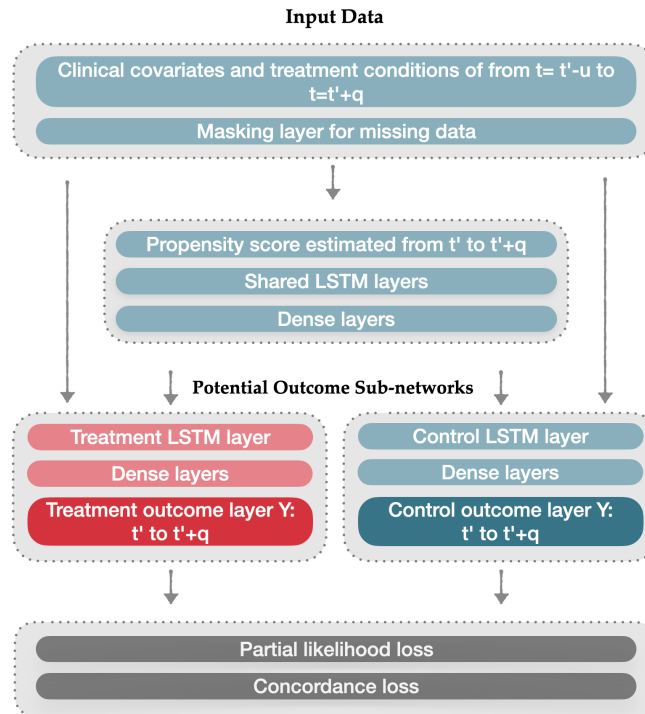 Input Data
Clinical covariates and treatment conditions of from t= t'-u to
t=t'+q
Masking layer for missing data
Propensity score estimated from t' to t'+q
Shared LSTM layers
Dense layers
Potential Outcome Sub-networks
Treatment LSTM layer
Dense layers
Treatment outcome layer Y:
t' to t'+q
Control LSTM layer
Dense layers
Control outcome layer Y:
t' to t'+q
Partial likelihood loss
Concordance loss